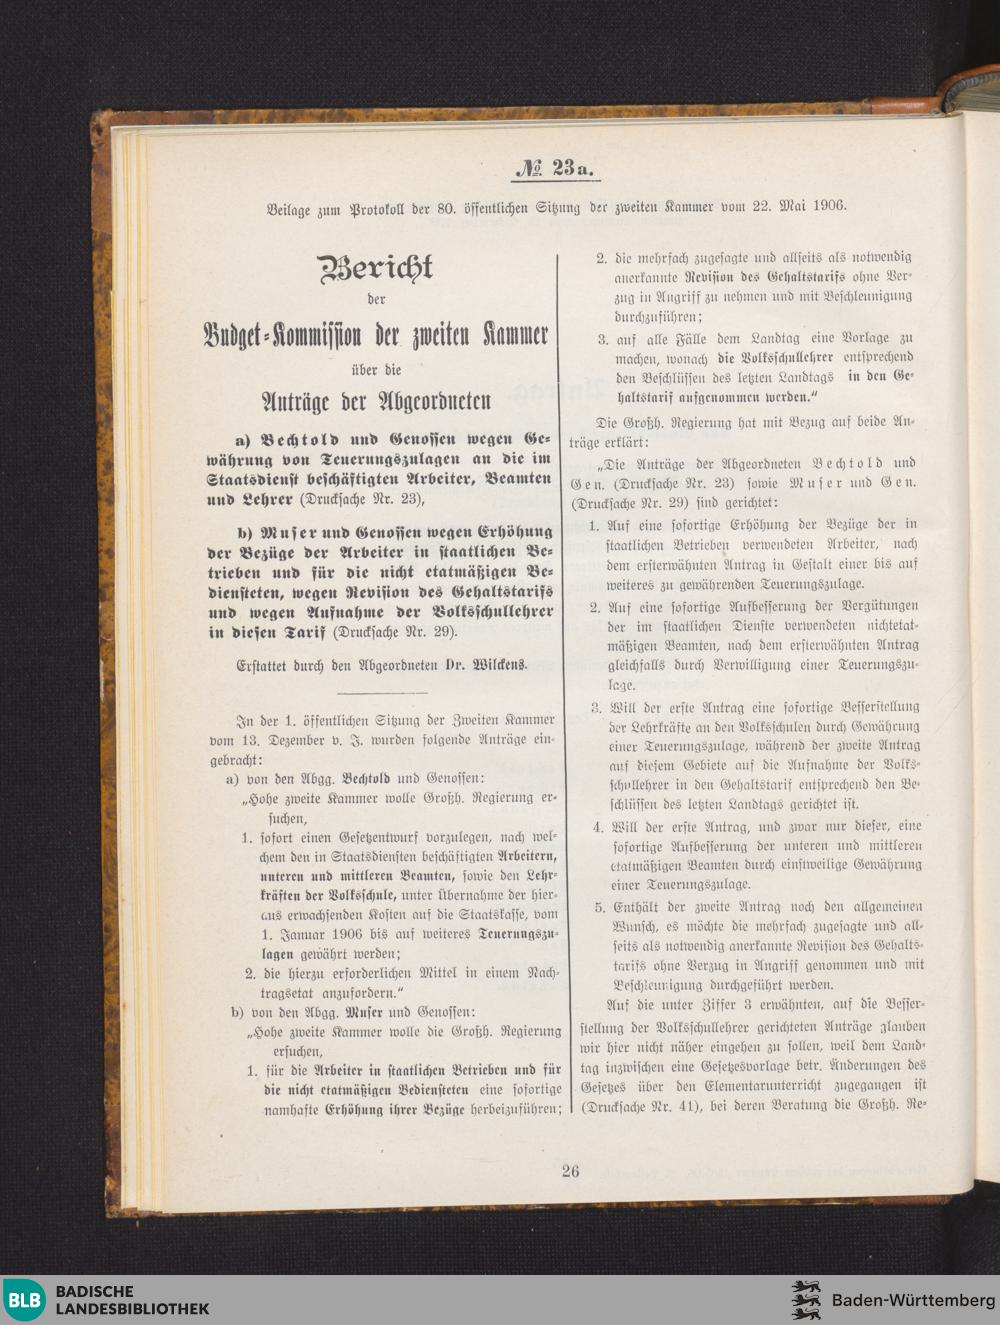 № 23a.
Beilage zum Protokoll der 80. öffentlichen Sitzung der zweiten Kammer vom 22. Mai 1906.
Bericht
der
Budget-Kommission der zweiten Kammer
über die
Anträge der Abgeordneten
a) Bechtold und Genossen wegen Ge-
währung von Teuerungszulagen an die im
Staatsdienst beschäftigten Arbeiter, Beamten
und Lehrer (Drucksache Nr. 23),
b) Muser und Genossen wegen Erhöhung
der Bezüge der Arbeiter in staatlichen Be-
trieben und für die nicht etatmäßigen Be-
diensteten, wegen Revision des Gehaltstarifs
und wegen Aufnahme der Volksschullehrer
in diesen Tarif (Drucksache Nr. 29).
Erstattet durch den Abgeordneten Dr. Wilckens.
In der 1. öffentlichen Sitzung der Zweiten Kammer
vom 13. Dezember v. J. wurden folgende Anträge ein-
gebracht:
a) von den Abgg. Bechtold und Genossen:
„Hohe zweite Kammer wolle Großh. Regierung er-
suchen,
1. sofort einen Gesetzentwurf vorzulegen, nach wel-
chem den in Staatsdiensten beschäftigten Arbeitern,
unteren und mittleren Beamten, sowie den Lehr-
kräften der Volksschule, unter Übernahme der hier-
aus erwachsenden Kosten auf die Staatskasse, vom
1. Januar 1906 bis auf weiteres Teuerungszu-
lagen gewährt werden;
2. die hierzu erforderlichen Mittel in einem Nach-
tragsetat anzufordern.“
b) von den Abgg. Muser und Genossen:
„Hohe zweite Kammer wolle die Großh. Regierung
ersuchen,
1. für die Arbeiter in staatlichen Betrieben und für
die nicht etatmäßigen Bediensteten eine sofortige
namhafte Erhöhung ihrer Bezüge herbeizuführen;
2. die mehrfach zugesagte und allseits als notwendig
anerkannte Revision des Gehaltstarifs ohne Ver-
zug in Angriff zu nehmen und mit Beschleunigung
durchzuführen;
3. auf alle Fälle dem Landtag eine Vorlage zu
machen, wonach die Volksschullehrer entsprechend
den Beschlüssen des letzten Landtags in den Ge-
haltstarif aufgenommen werden.“
Die Großh. Regierung hat mit Bezug auf beide An-
träge erklärt:
„Die Anträge der Abgeordneten Bechtold und
Gen. (Drucksache Nr. 23) sowie Muser und Gen.
(Drucksache Nr. 29) sind gerichtet:
1. Auf eine sofortige Erhöhung der Bezüge der in
staatlichen Betrieben verwendeten Arbeiter, nach
dem ersterwähnten Antrag in Gestalt einer bis auf
weiteres zu gewährenden Teuerungszulage.
2. Auf eine sofortige Aufbesserung der Vergütungen
der im staatlichen Dienste verwendeten nichtetat-
mäßigen Beamten, nach dem ersterwähnten Antrag
gleichfalls durch Verwilligung einer Teuerungszu-
lage.
3. Will der erste Antrag eine sofortige Besserstellung
der Lehrkräfte an den Volksschulen durch Gewährung
einer Teuerungszulage, während der zweite Antrag
auf diesem Gebiete auf die Aufnahme der Volks-
schullehrer in den Gehaltstarif entsprechend den Be-
schlüssen des letzten Landtags gerichtet ist.
4. Will der erste Antrag, und zwar nur dieser, eine
sofortige Aufbesserung der unteren und mittleren
etatmäßigen Beamten durch einstweilige Gewährung
einer Teuerungszulage.
5. Enthält der zweite Antrag noch den allgemeinen
Wunsch, es möchte die mehrfach zugesagte und all-
seits als notwendig anerkannte Revision des Gehalts-
tarifs ohne Verzug in Angriff genommen und mit
Beschleunigung durchgeführt werden.
Auf die unter Ziffer 3 erwähnten, auf die Besser-
stellung der Volksschullehrer gerichteten Anträge glauben
wir hier nicht näher eingehen zu sollen, weil dem Land-
tag inzwischen eine Gesetzesvorlage betr. Änderungen des
Gesetzes über den Elementarunterricht zugegangen ist
(Drucksache Nr. 41), bei deren Beratung die Großh. Re-
26
BLB BADISCHE
LANDESBIBLIOTHEK
Baden-Württemberg